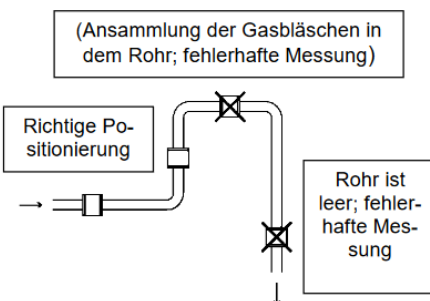 (Ansammlung der Gasbläschen in
dem Rohr; fehlerhafte Messung)
Richtige Po-
sitionierung
Rohr ist
leer; fehler-
hafte Mes-
sung